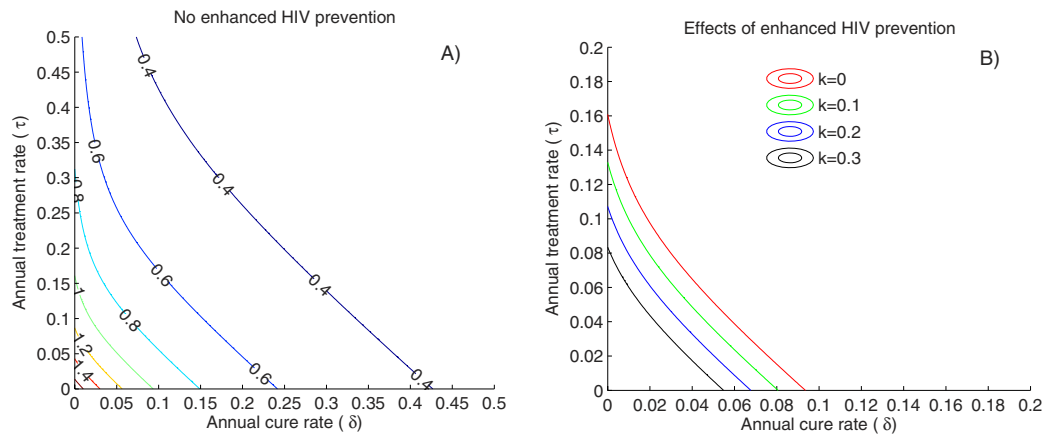 No enhanced HIV prevention
A)
Annual treatment rate ( τ)
0.5
0.45
0.4
0.35
0.3
0.25
0.2
0.15
0.1
0.05
0
0.4
0.4
0.4
0.4
0.4
0.6
0.6
0.6
0.6
0.8
0.8
0.8
1
1.2
1.4
0 0.05 0.1 0.15 0.2 0.25 0.3 0.35 0.4 0.45 0.5
Annual cure rate ( δ)
Effects of enhanced HIV prevention
B)
k=0
k=0.1
k=0.2
k=0.3
Annual treatment rate ( τ)
0.2
0.18
0.16
0.14
0.12
0.1
0.08
0.06
0.04
0.02
0
0 0.02 0.04 0.06 0.08 0.1 0.12 0.14 0.16 0.18 0.2
Annual cure rate ( δ)